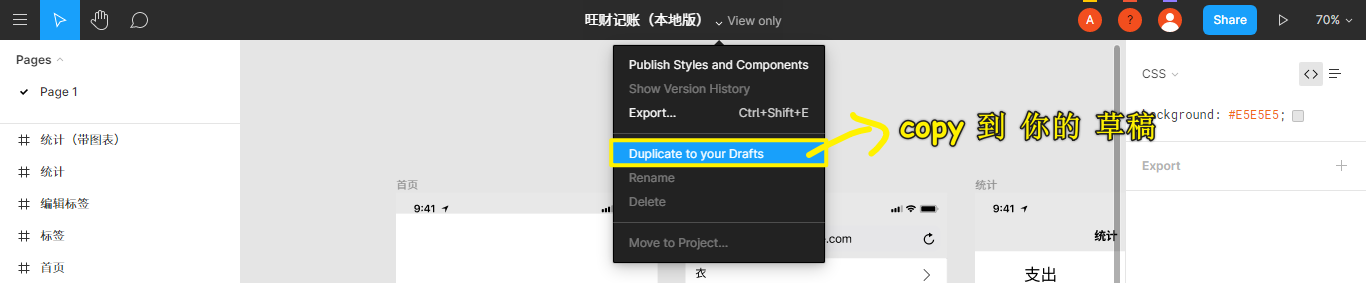 旺财记账（本地版） View only
A ? Share 70%
Pages
Page 1
统计（带图表）
统计
编辑标签
标签
首页
Publish Styles and Components
Show Version History
Export... Ctrl+Shift+E
Duplicate to your Drafts
Rename
Delete
Move to Project...
copy 到 你的 草稿
首页
9:41
.com
衣
统计
9:41
统计
支出
CSS
background: #E5E5E5;
Export